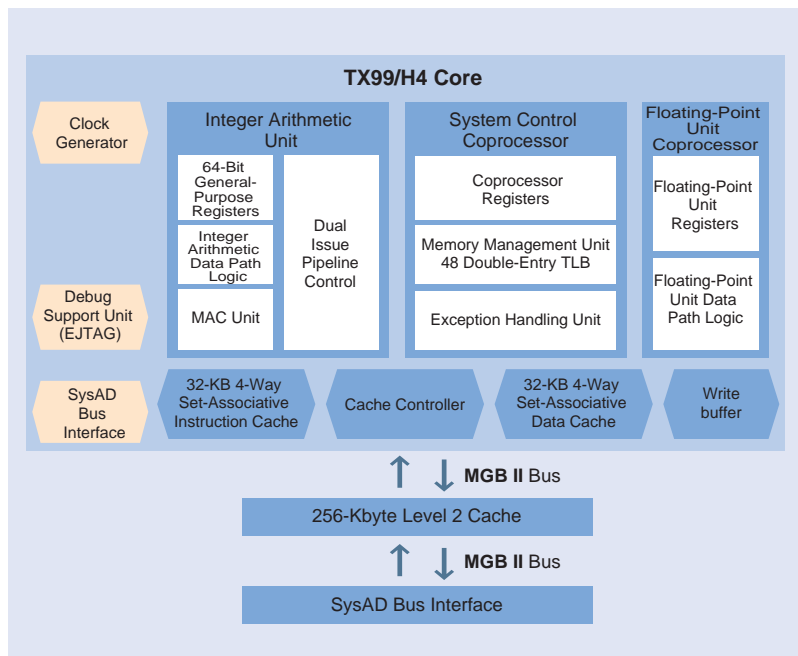 TX99/H4 Core
Clock
Generator
Debug
Support Unit
(EJTAG)
SysAD
Bus
Interface
Integer Arithmetic
Unit
64-Bit
General-
Purpose
Registers
Integer
Arithmetic
Data Path
Logic
MAC Unit
Dual
Issue
Pipeline
Control
System Control
Coprocessor
Coprocessor
Registers
Memory Management Unit
48 Double-Entry TLB
Exception Handling Unit
Floating-Point
Unit
Coprocessor
Floating-Point
Unit
Registers
Floating-Point
Unit Data
Path Logic
32-KB 4-Way
Set-Associative
Instruction Cache
Cache Controller
32-KB 4-Way
Set-Associative
Data Cache
Write
buffer
MGB II Bus
256-Kbyte Level 2 Cache
MGB II Bus
SysAD Bus Interface